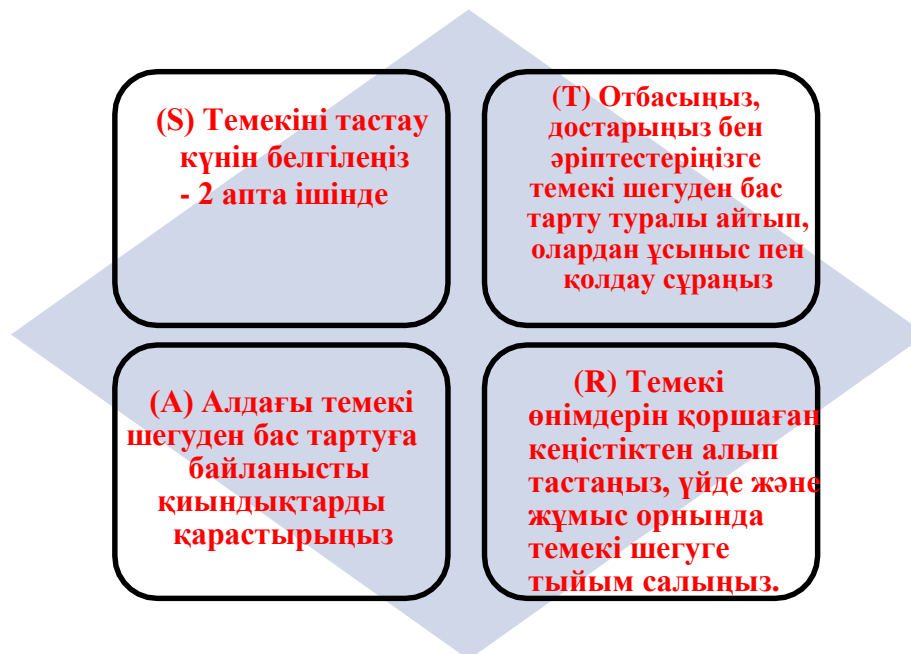 (S) Темекіні тастау
күнін белгілеңіз
- 2 апта ішінде
(T) Отбасыңыз,
достарыңыз бен
әріптестеріңізге
темекі шегуден бас
тарту туралы айтып,
олардан ұсыныс пен
қолдау сұраңыз
(A) Алдағы темекі
шегуден бас тартуға
байланысты
қиындықтарды
қарастырыңыз
(R) Темекі
өнімдерін қоршаған
кеңістіктен алып
тастаңыз, үйде және
жұмыс орнында
темекі шегуге
тыйым салыңыз.